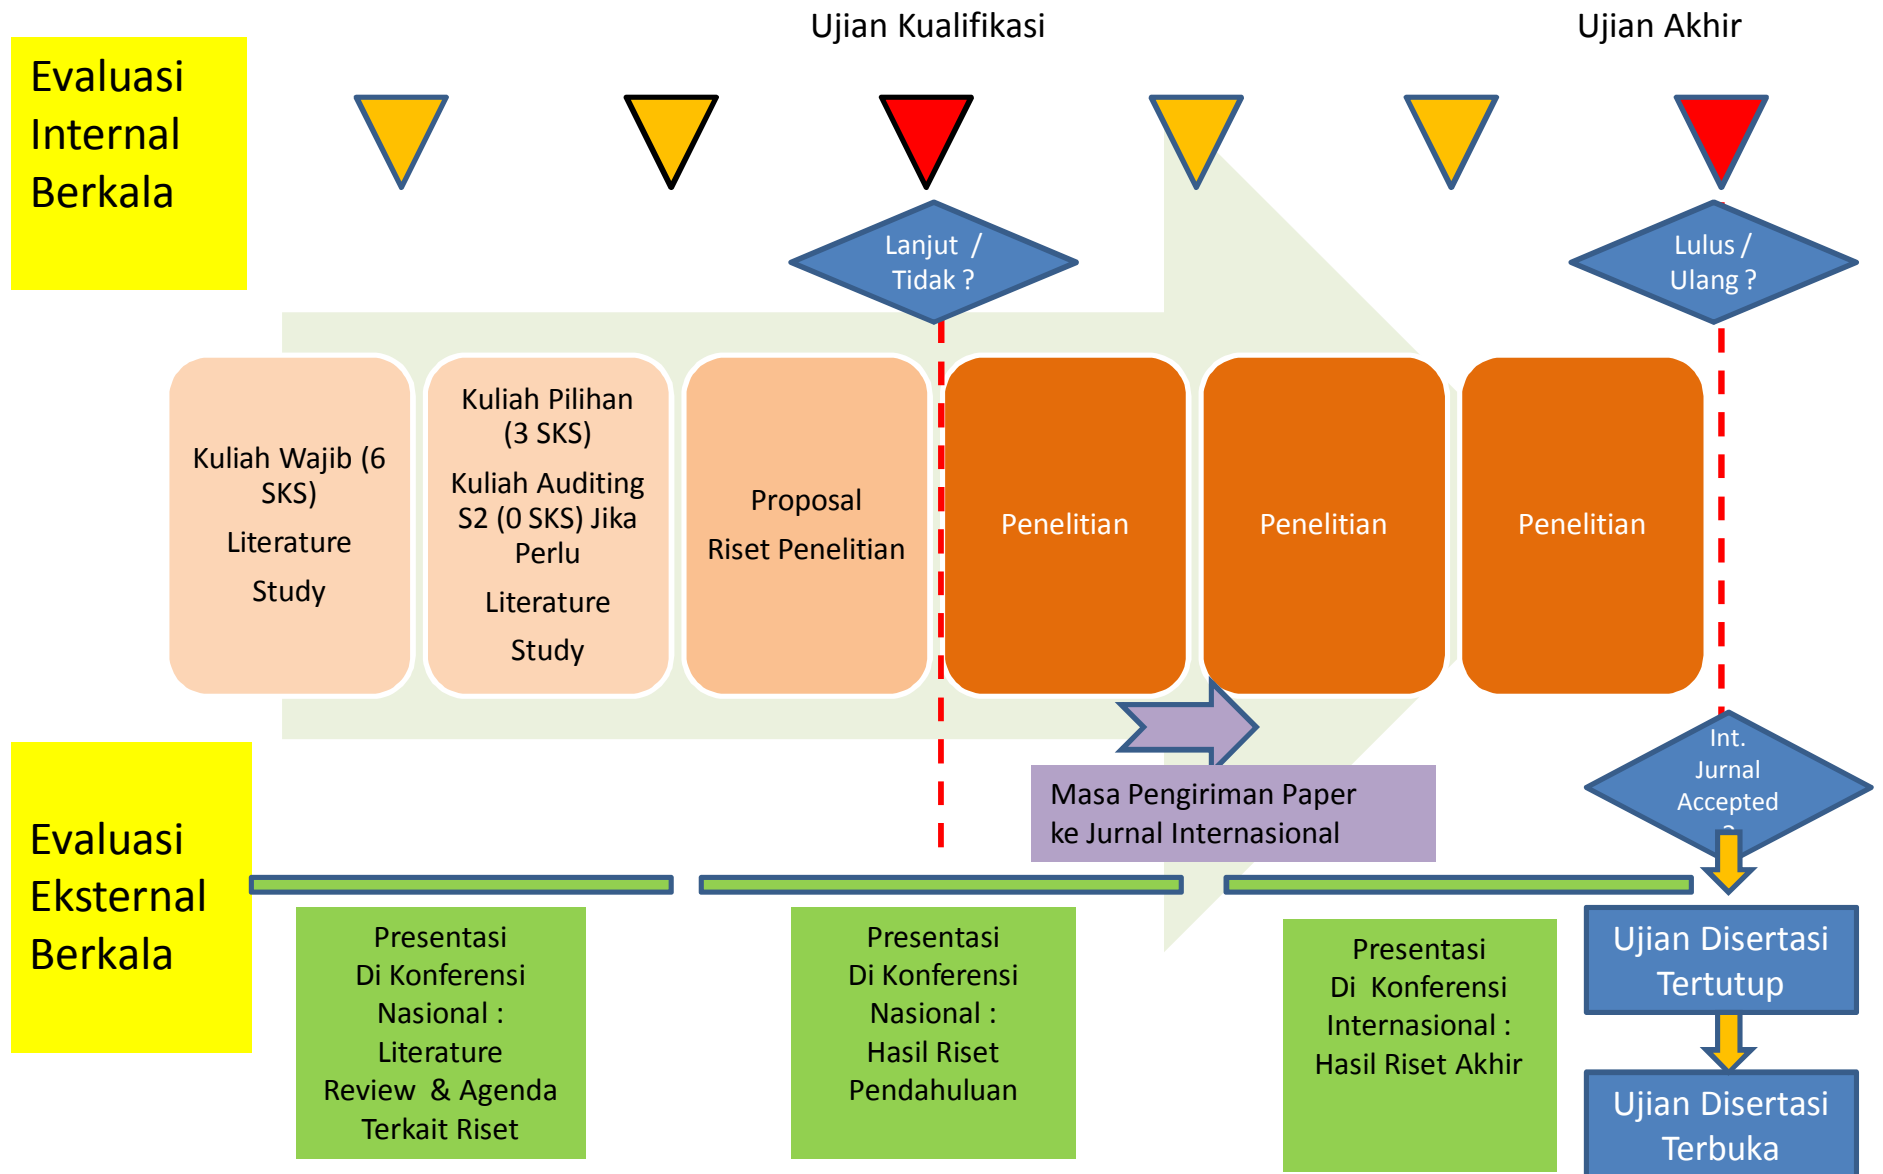 Ujian Kualifikasi
Ujian Akhir
Evaluasi
Internal
Berkala
Lanjut /
Tidak ?
Lulus /
Ulang ?
Kuliah Wajib (6
SKS)
Literature
Study
Kuliah Pilihan
(3 SKS)
Kuliah Auditing
S2 (0 SKS) Jika
Perlu
Literature
Study
Proposal
Riset Penelitian
Penelitian
Penelitian
Penelitian
Masa Pengiriman Paper
ke Jurnal Internasional
Int.
Jurnal
Accepted
?
Evaluasi
Eksternal
Berkala
Presentasi
Di Konferensi
Nasional :
Literature
Review & Agenda
Terkait Riset
Presentasi
Di Konferensi
Nasional :
Hasil Riset
Pendahuluan
Presentasi
Di Konferensi
Internasional :
Hasil Riset Akhir
Ujian Disertasi
Tertutup
Ujian Disertasi
Terbuka